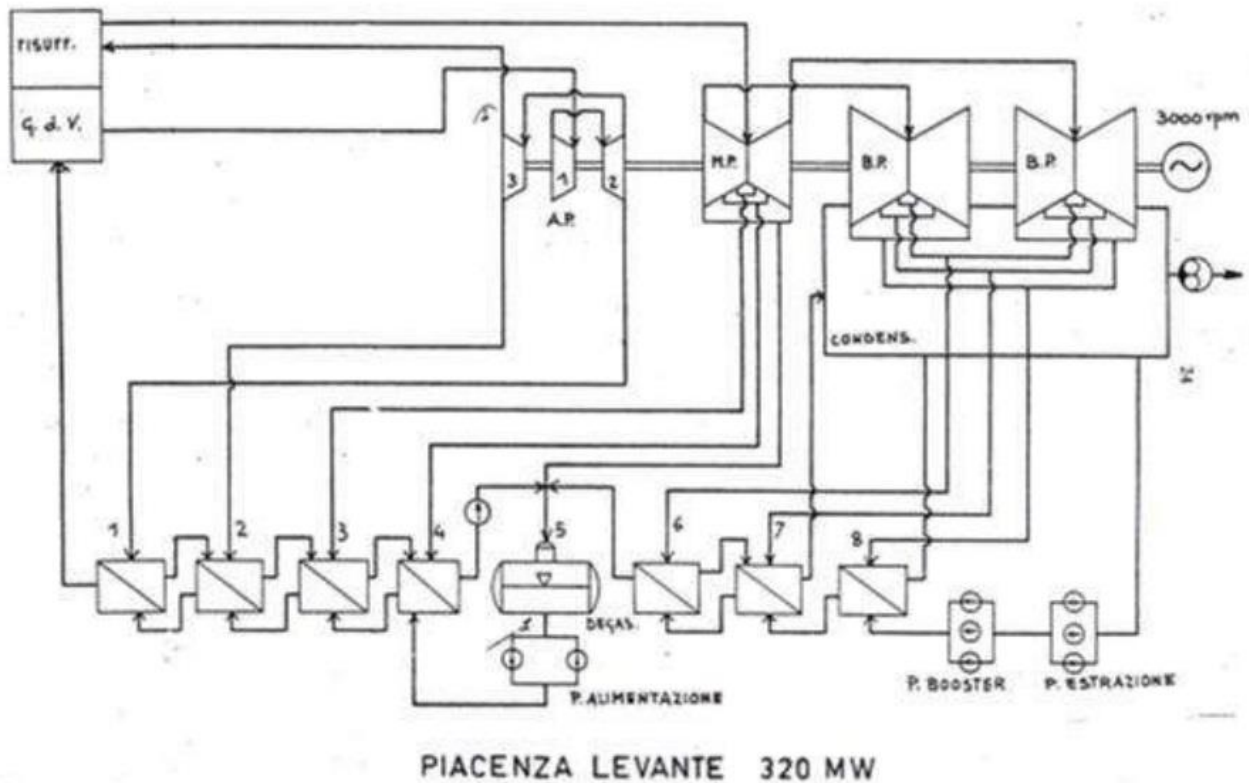 risurr.
G. d. V.
3
1
2
A.P.
M.P.
B.P.
B.P.
3000 rpm
CONDENS.
1
2
3
4
5
6
7
8
DEGAS.
P. ALIMENTAZIONE
P. BOOSTER
P. ESTRAZIONE
PIACENZA LEVANTE 320 MW